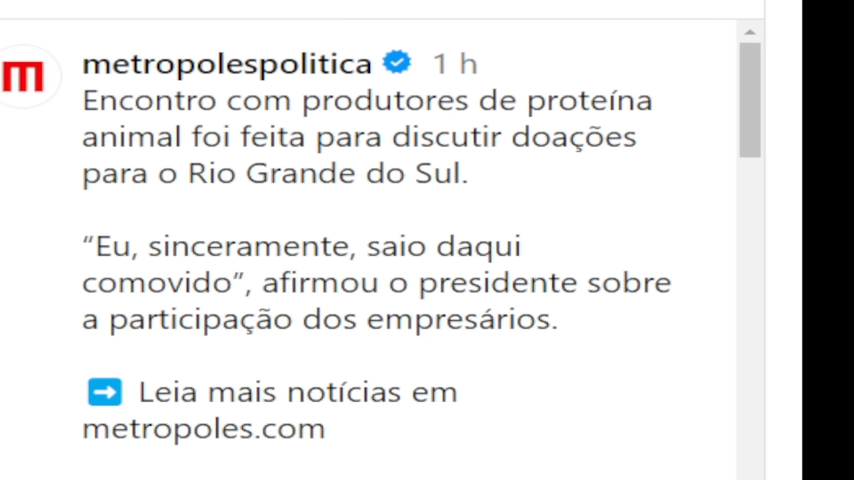 m
metropolespolitica 1 h
Encontro com produtores de proteína
animal foi feita para discutir doações
para o Rio Grande do Sul.
“Eu, sinceramente, saio daqui
comovido”, afirmou o presidente sobre
a participação dos empresários.
➡️ Leia mais notícias em
metropoles.com